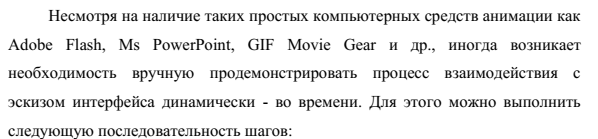 Несмотря на наличие таких простых компьютерных средств анимации как
Adobe Flash, Ms PowerPoint, GIF Movie Gear и др., иногда возникает
необходимость вручную продемонстрировать процесс взаимодействия с
эскизом интерфейса динамически - во времени. Для этого можно выполнить
следующую последовательность шагов: